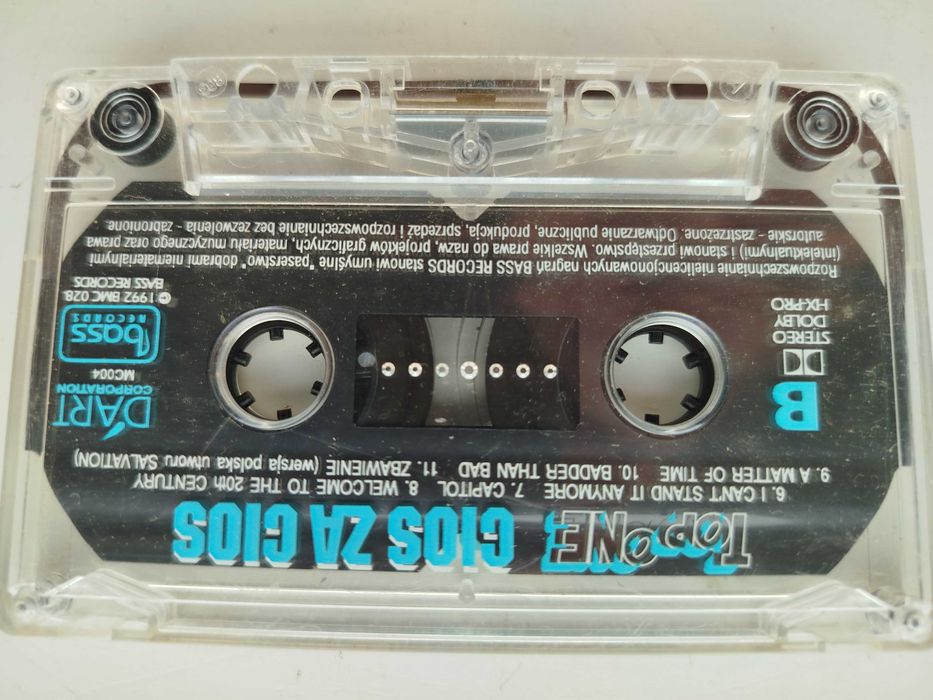 TOP ONE CIOS ZA CIOS
6. I CAN'T STAND IT ANYMORE 7. CAPITOL 8. WELCOME TO THE 20th CENTURY
9. A MATTER OF TIME 10. BADDER THAN BAD 11. ZBAWIENIE (wersja polska utworu SALVATION)
B
STEREO
DOLBY
HX-PRO
D'ART
CORPORATION
MC004
bass
RECORDS
© 1992 BMC 028
BASS RECORDS
Rozpowszechnianie nielicencjonowanych nagrań BASS RECORDS umyślne stanowi "paserstwo" dobrami niematerialnymi
(intelektualnymi) i stanowi przestępstwo. Wszelkie prawa do nazw, projektów graficznych, materiału muzycznego oraz prawa
autorskie - zastrzeżone. Odtwarzanie publiczne, produkcja, sprzedaż i rozpowszechnianie bez zezwolenia - zabronione